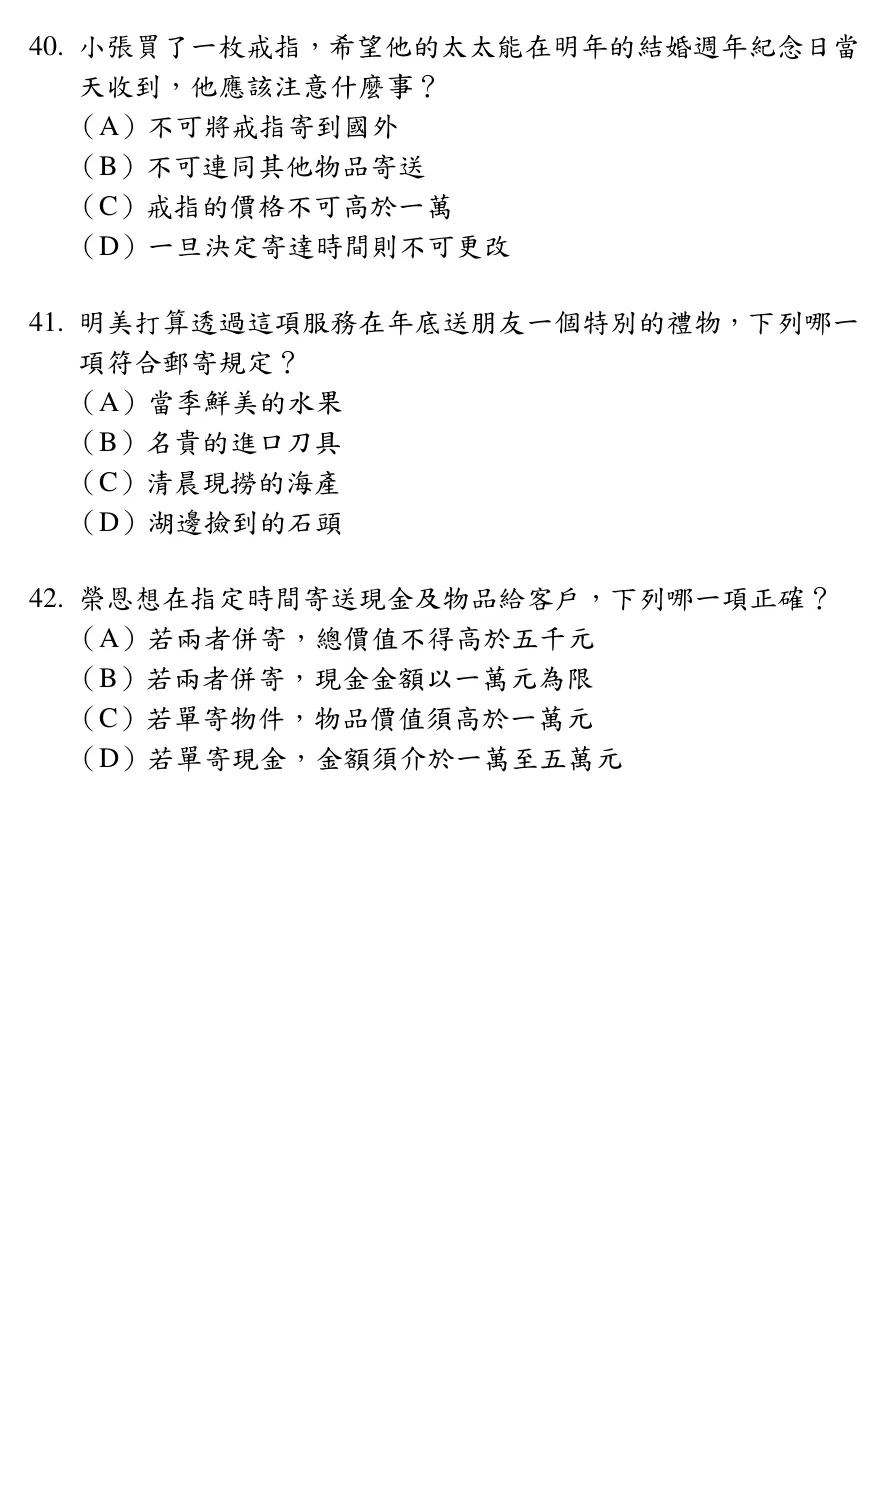 40. 小張買了一枚戒指，希望他的太太能在明年的結婚週年紀念日當
天收到，他應該注意什麼事？
（A）不可將戒指寄到國外
（B）不可連同其他物品寄送
（C）戒指的價格不可高於一萬
（D）一旦決定寄達時間則不可更改
41. 明美打算透過這項服務在年底送朋友一個特別的禮物，下列哪一
項符合郵寄規定？
（A）當季鮮美的水果
（B）名貴的進口刀具
（C）清晨現撈的海產
（D）湖邊撿到的石頭
42. 榮恩想在指定時間寄送現金及物品給客戶，下列哪一項正確？
（A）若兩者併寄，總價值不得高於五千元
（B）若兩者併寄，現金金額以一萬元為限
（C）若單寄物件，物品價值須高於一萬元
（D）若單寄現金，金額須介於一萬至五萬元